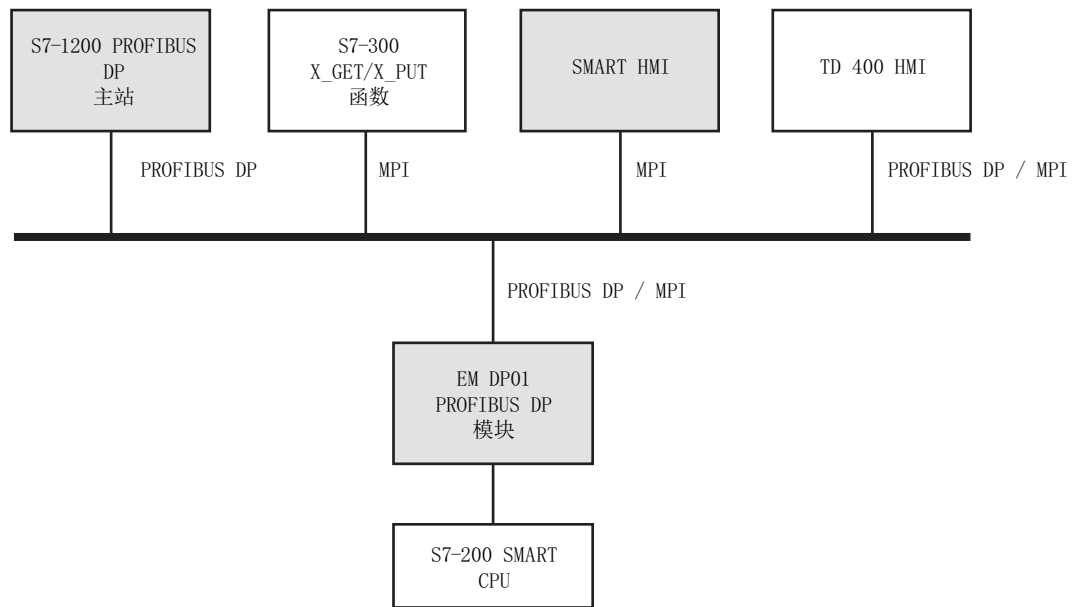 S7-1200 PROFIBUS
DP
主站
S7-300
X_GET/X_PUT
函数
SMART HMI
TD 400 HMI
PROFIBUS DP
MPI
MPI
PROFIBUS DP / MPI
PROFIBUS DP / MPI
EM DP01
PROFIBUS DP
模块
S7-200 SMART
CPU